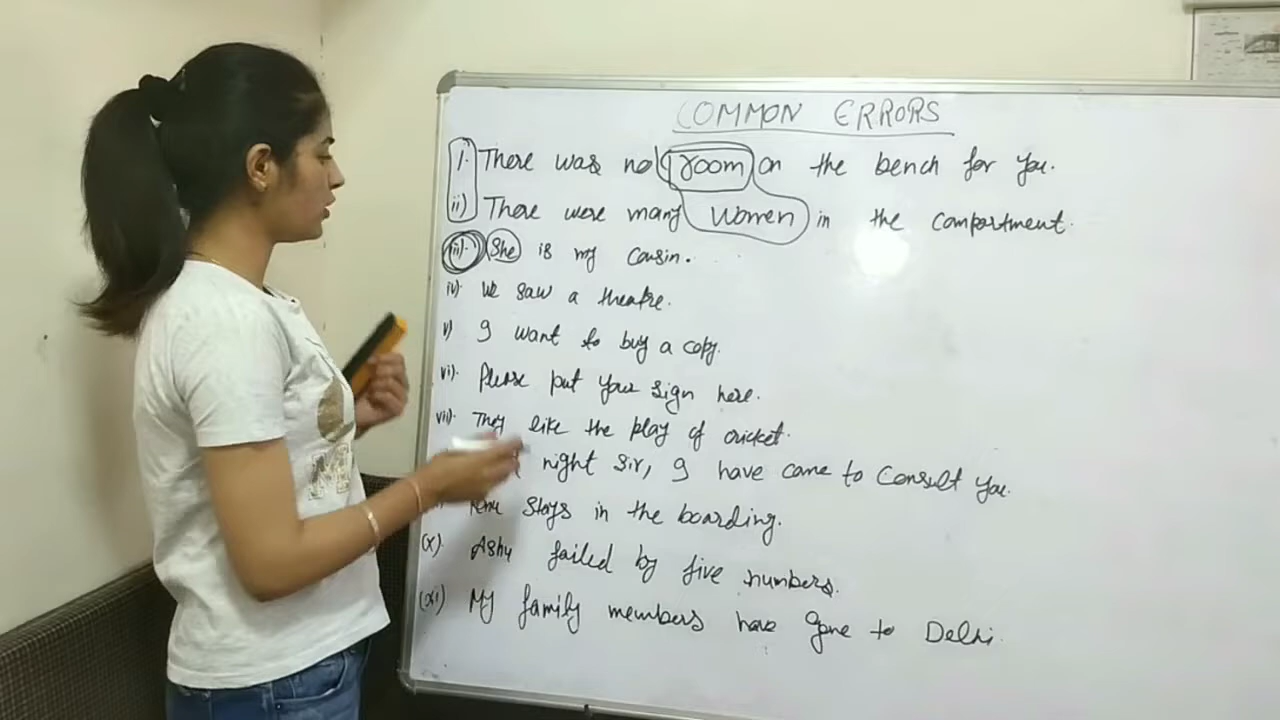 COMMON ERRORS
1. There was no room on the bench for you.
ii) There were many women in the compartment.
iii). She is my cousin.
iv). We saw a theatre.
v) I want to buy a copy.
vi). Please put your sign here.
vii). They like the play of cricket.
night Sir, I have come to Consult you.
stays in the boarding.
(x). Ashu failed by five numbers.
(xi) My family members have gone to Delhi.